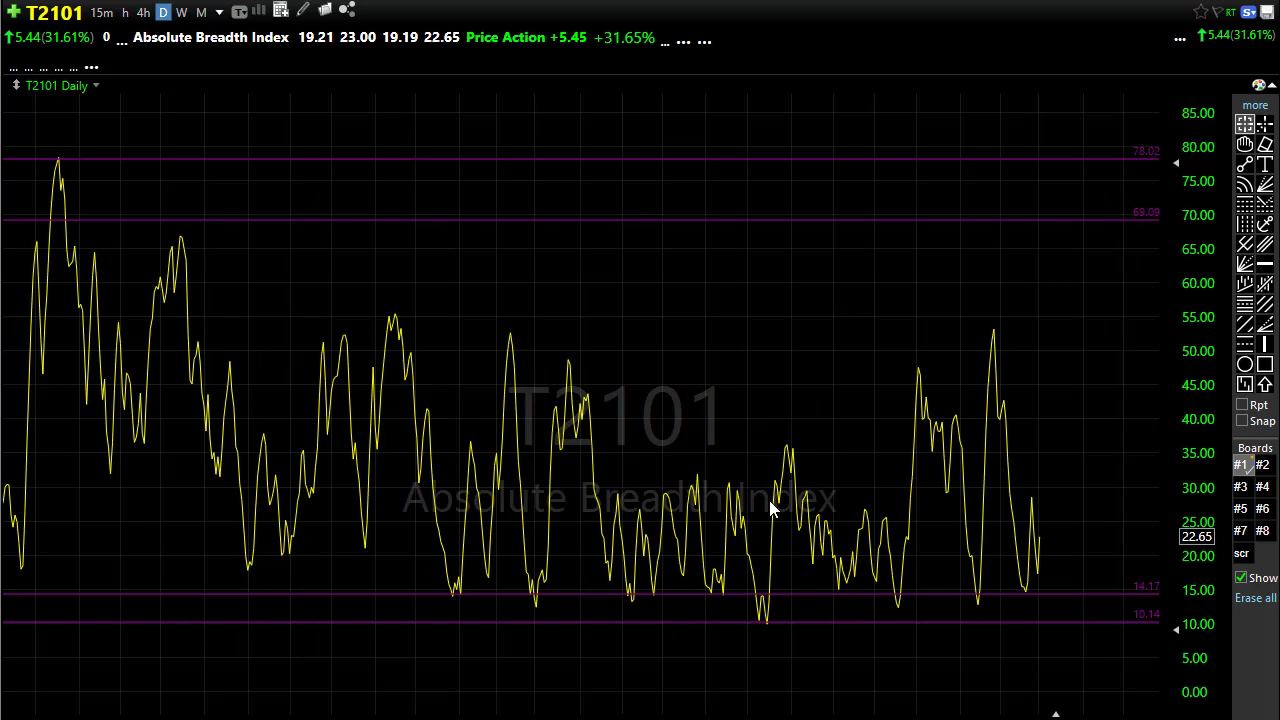 T2101 15m h 4h D W M T RT S
5.44(31.61%) 0 ... Absolute Breadth Index 19.21 23.00 19.19 22.65 Price Action +5.45 +31.65% ... ... ... ... 5.44(31.61%)
... ... ... ... ... ...
T2101 Daily
more
85.00
78.02
80.00
75.00
69.09
70.00
65.00
60.00
55.00
50.00
45.00
T2101
Rpt
40.00
Snap
35.00
Boards
#1 #2
Absolute Breadth Index
30.00
#3 #4
#5 #6
25.00
#7 #8
22.65
20.00
scr
14.17
15.00
Show
Erase all
10.14
10.00
5.00
0.00